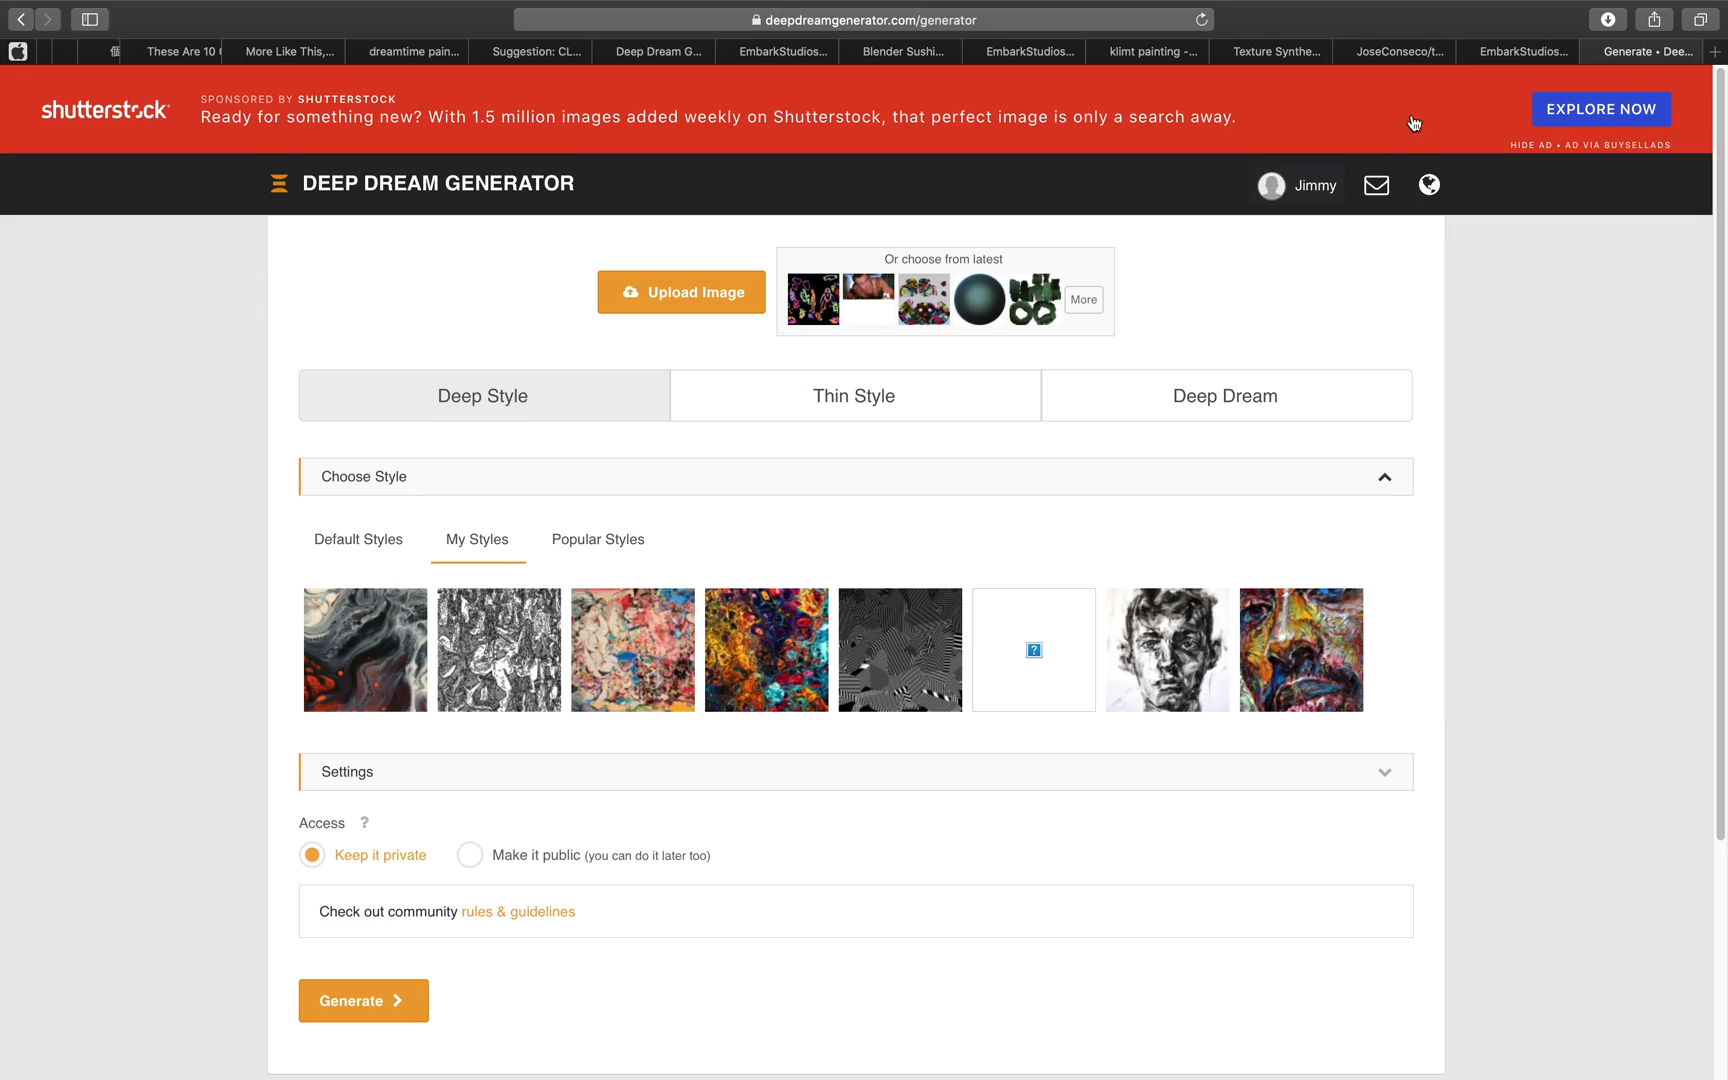 deepdreamgenerator.com/generator
These Are 10
More Like This,...
dreamtime pain...
Suggestion: CL...
Deep Dream G...
EmbarkStudios...
Blender Sushi...
EmbarkStudios...
klimt painting -...
Texture Synthe...
JoseConseco/t...
EmbarkStudios...
Generate • Dee...
shutterstock
SPONSORED BY SHUTTERSTOCK
Ready for something new? With 1.5 million images added weekly on Shutterstock, that perfect image is only a search away.
EXPLORE NOW
HIDE AD • AD VIA BUYSELLADS
DEEP DREAM GENERATOR
Jimmy
Upload Image
Or choose from latest
More
Deep Style
Thin Style
Deep Dream
Choose Style
Default Styles
My Styles
Popular Styles
?
Settings
Access ?
Keep it private
Make it public (you can do it later too)
Check out community rules & guidelines
Generate